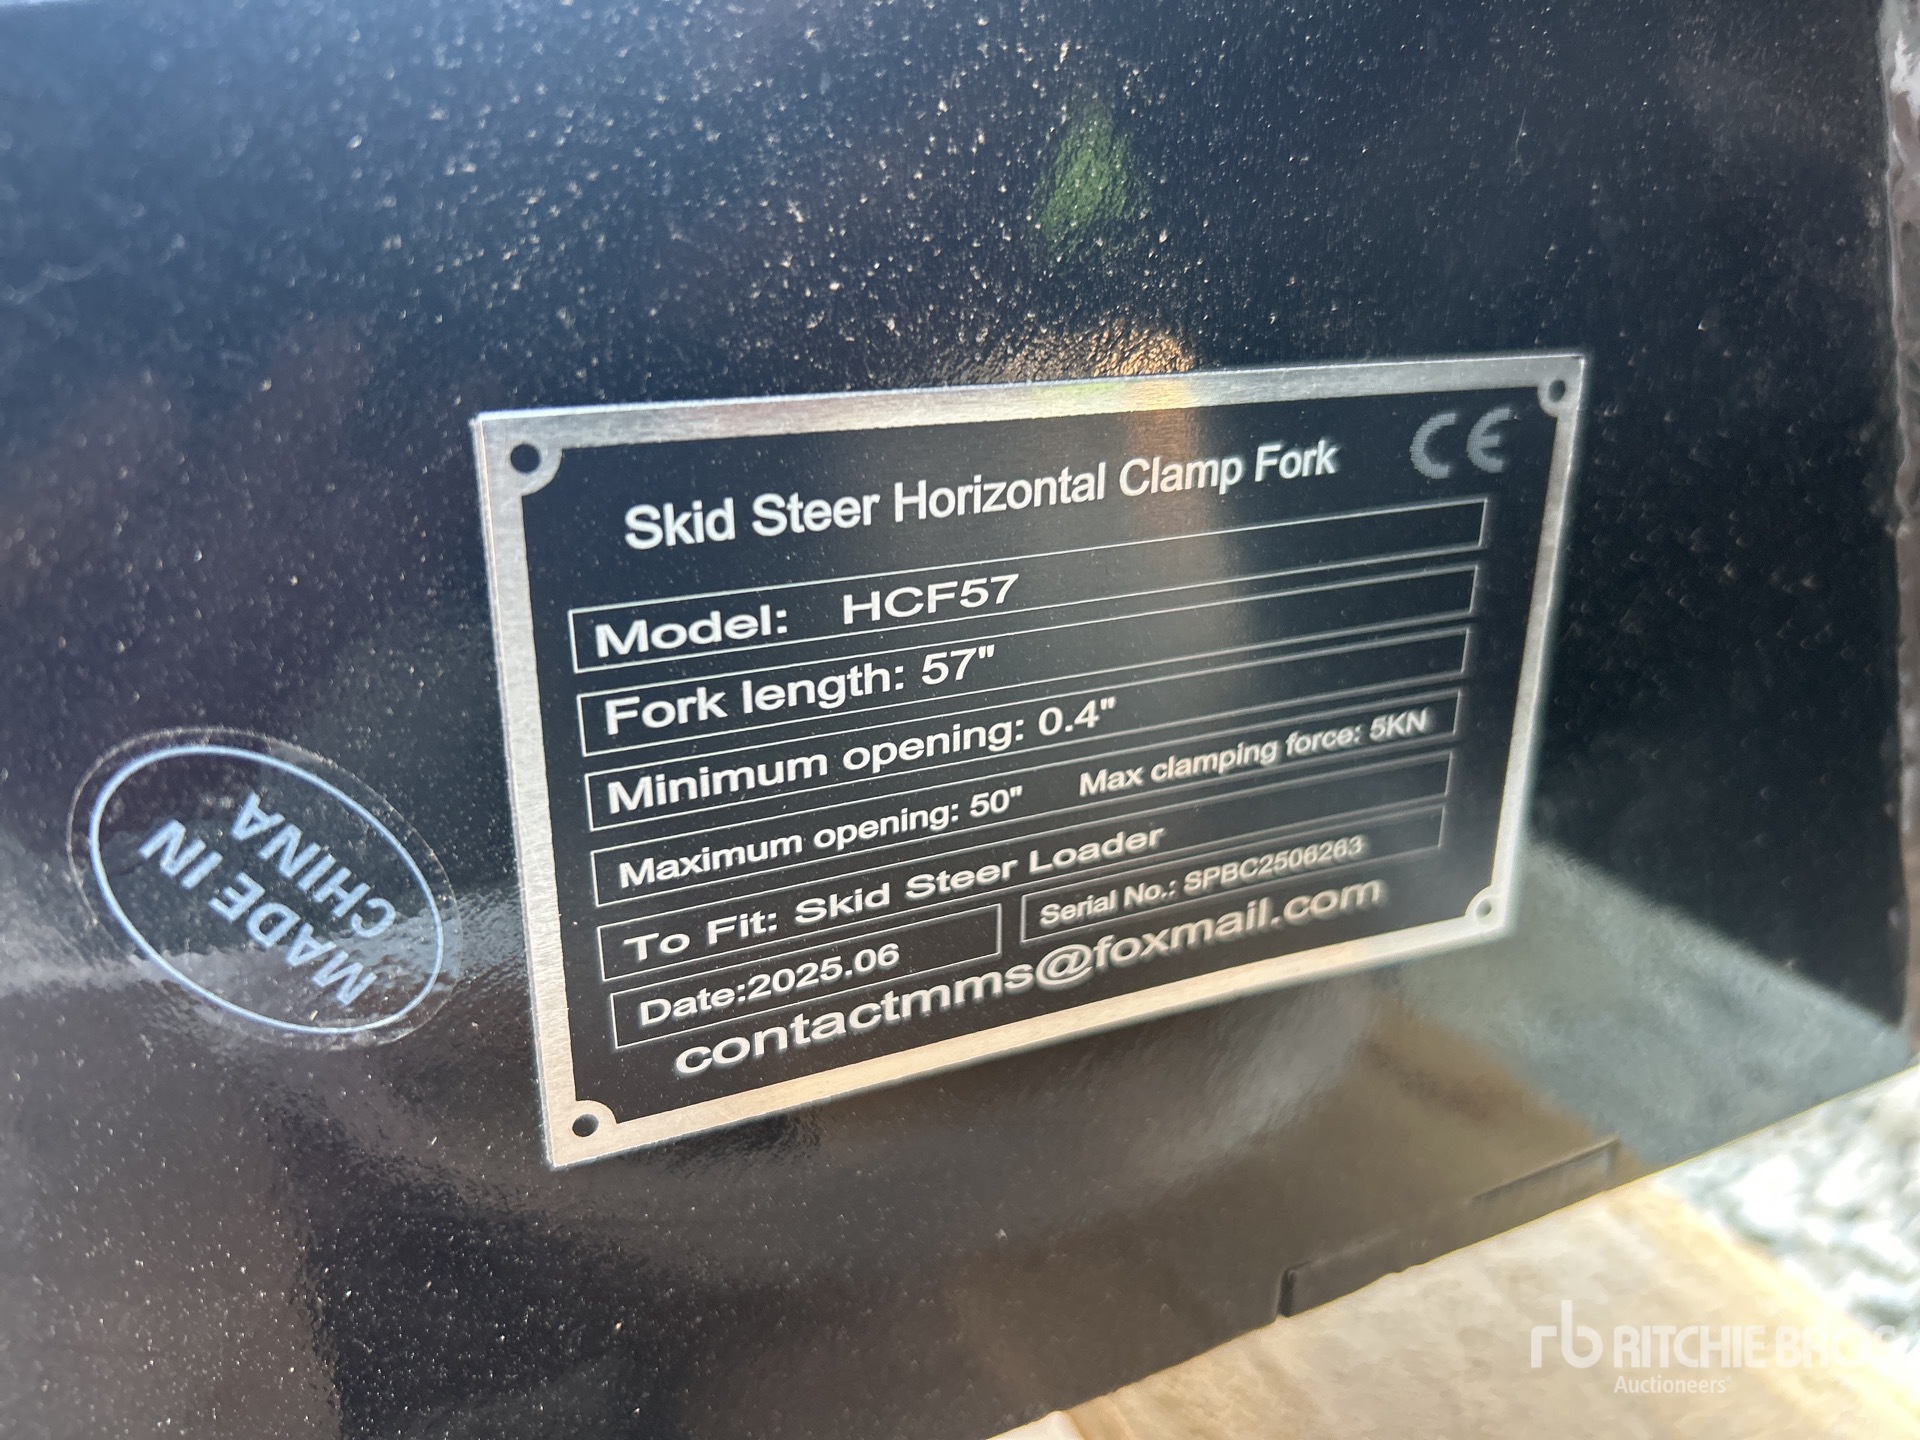 Skid Steer Horizontal Clamp Fork CE
Model: HCF57
Fork length: 57"
Minimum opening: 0.4"
Maximum opening: 50" Max clamping force: 5KN
To Fit: Skid Steer Loader
Date:2025.06 Serial No.: SPBC2506263
contactmms@foxmail.com
MADE IN
CHINA
rb RITCHIE BROS
Auctioneers